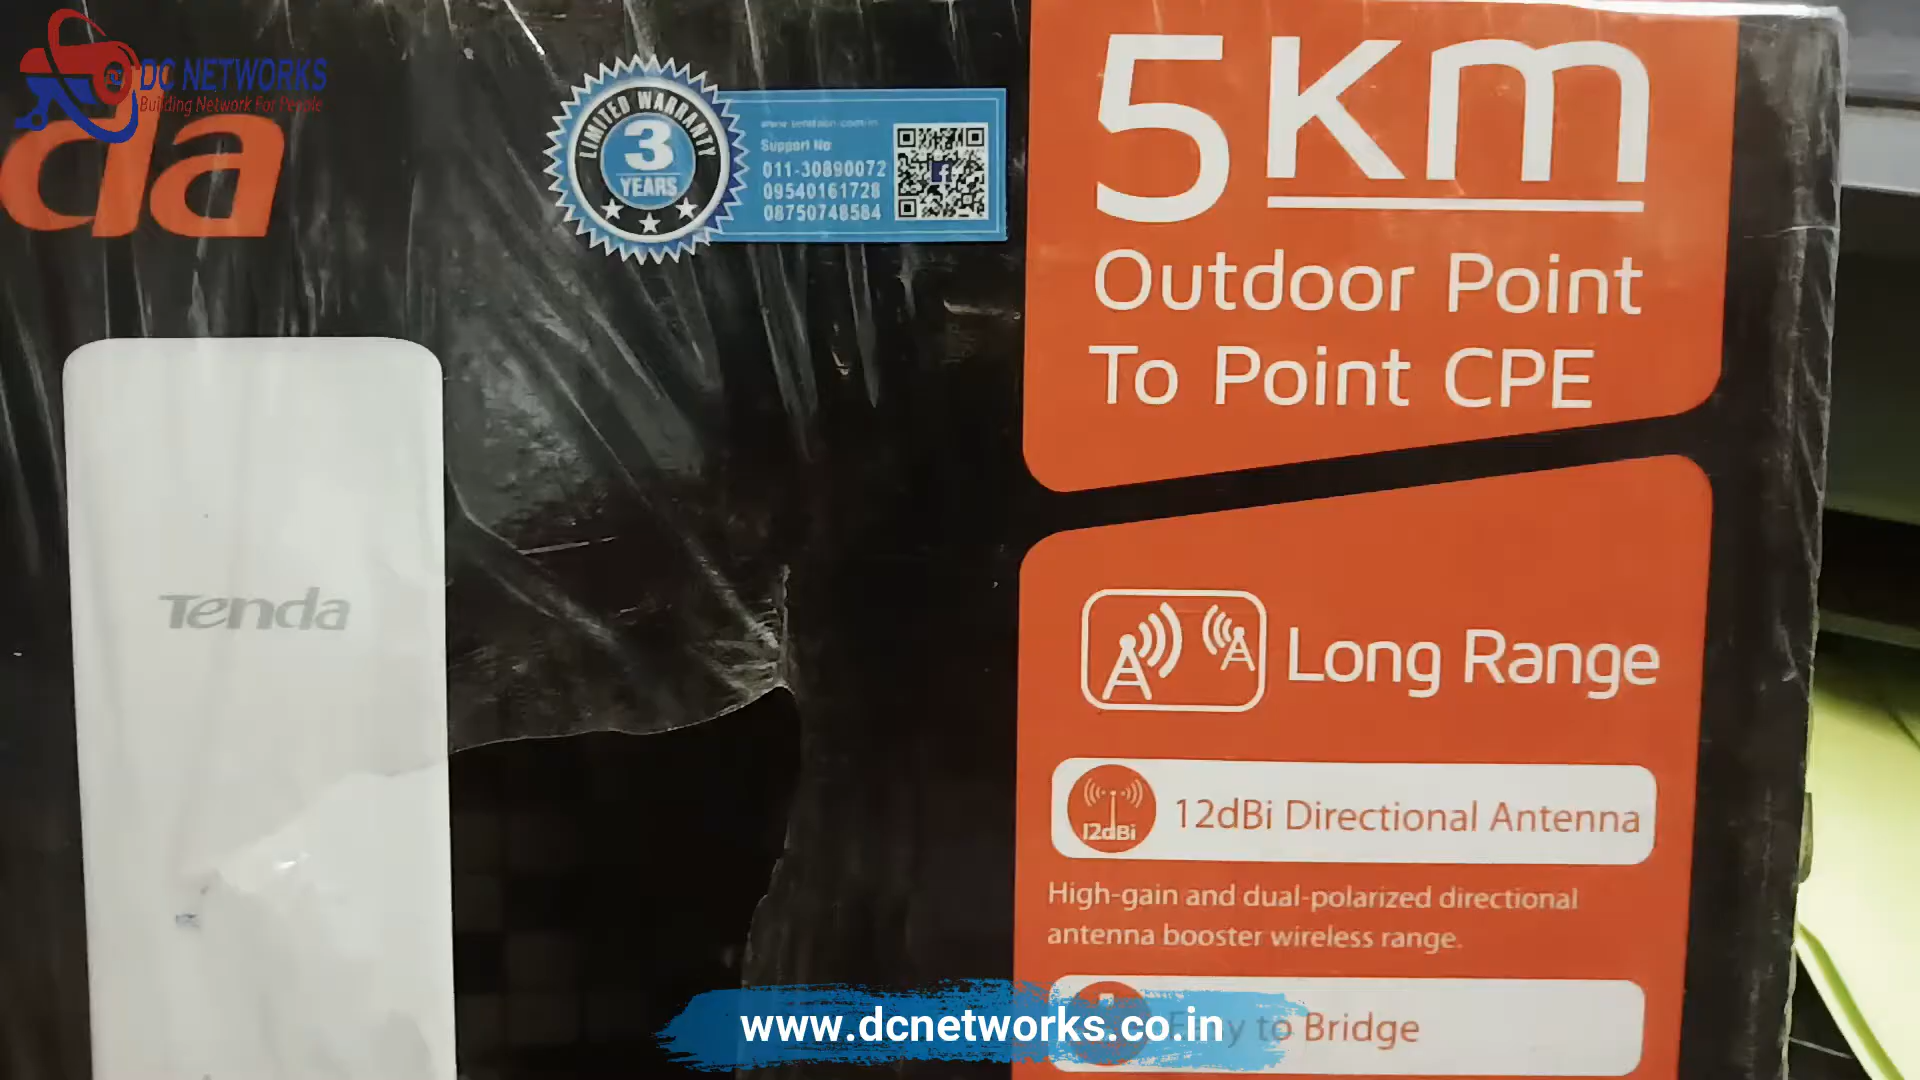 DC NETWORKS
Building Network For People
da
LIMITED WARRANTY
3
YEARS
Support No
011-30890072
09540161728
08750748584
5Km
Outdoor Point
To Point CPE
Tenda
Long Range
12dBi
12dBi Directional Antenna
High-gain and dual-polarized directional
antenna booster wireless range.
Easy to Bridge
www.dcnetworks.co.in